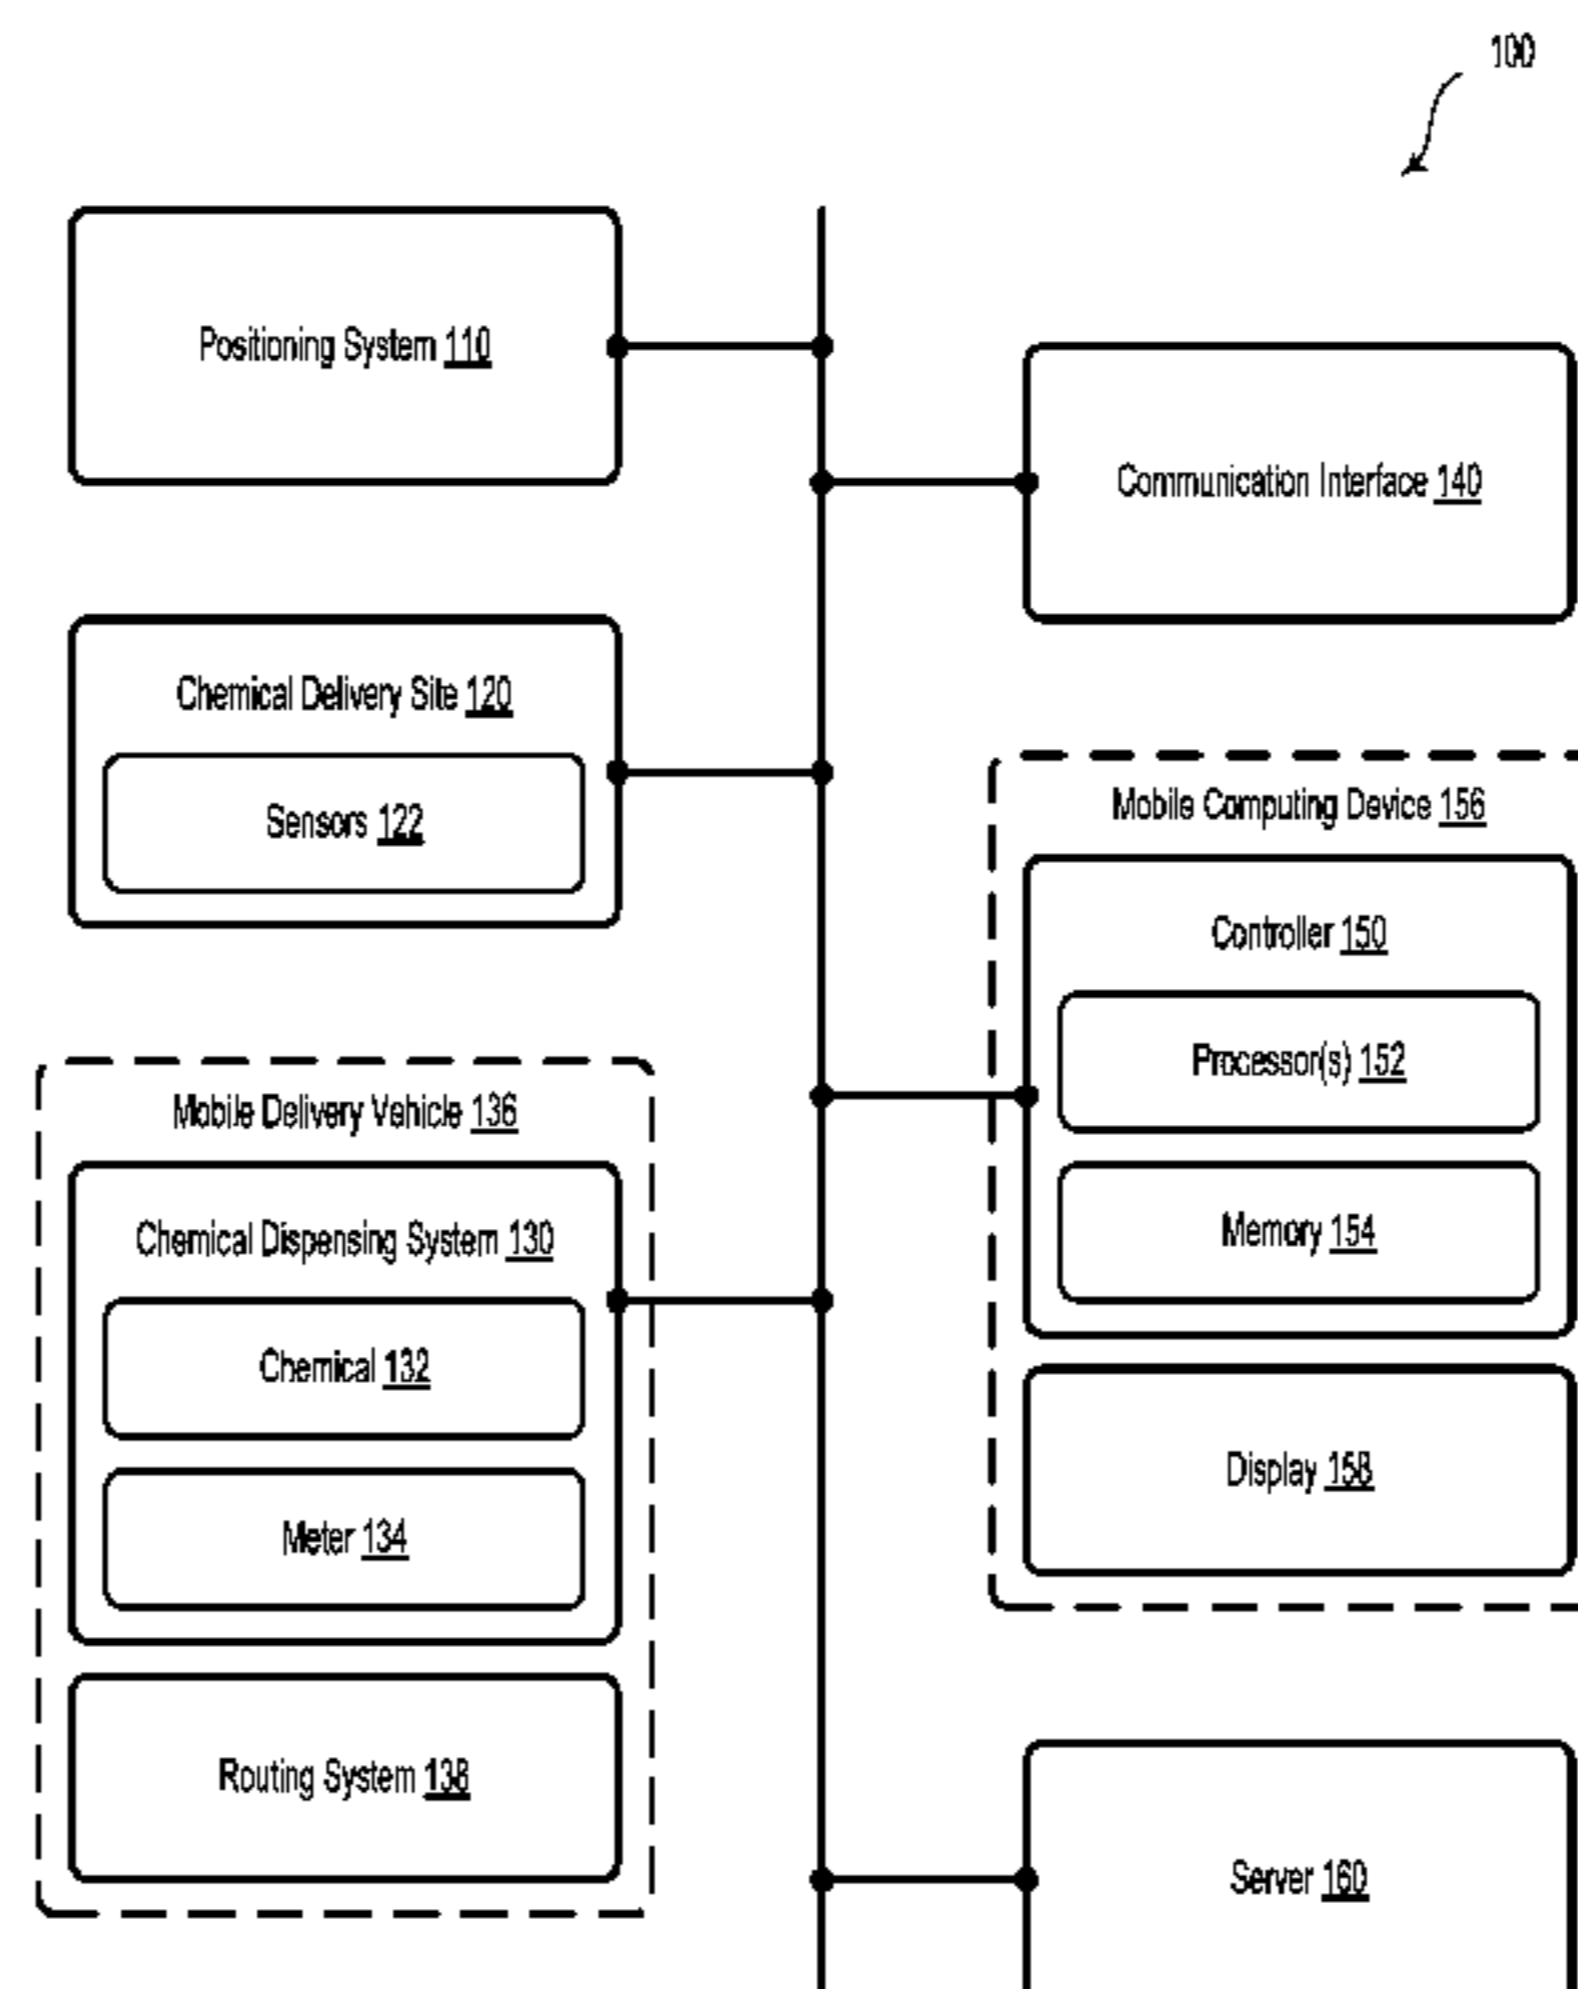 100
Positioning System 110
Communication Interface 140
Chemical Delivery Site 120
Sensors 122
Mobile Computing Device 156
Controller 150
Processor(s) 152
Memory 154
Display 158
Mobile Delivery Vehicle 136
Chemical Dispensing System 130
Chemical 132
Meter 134
Routing System 138
Server 160